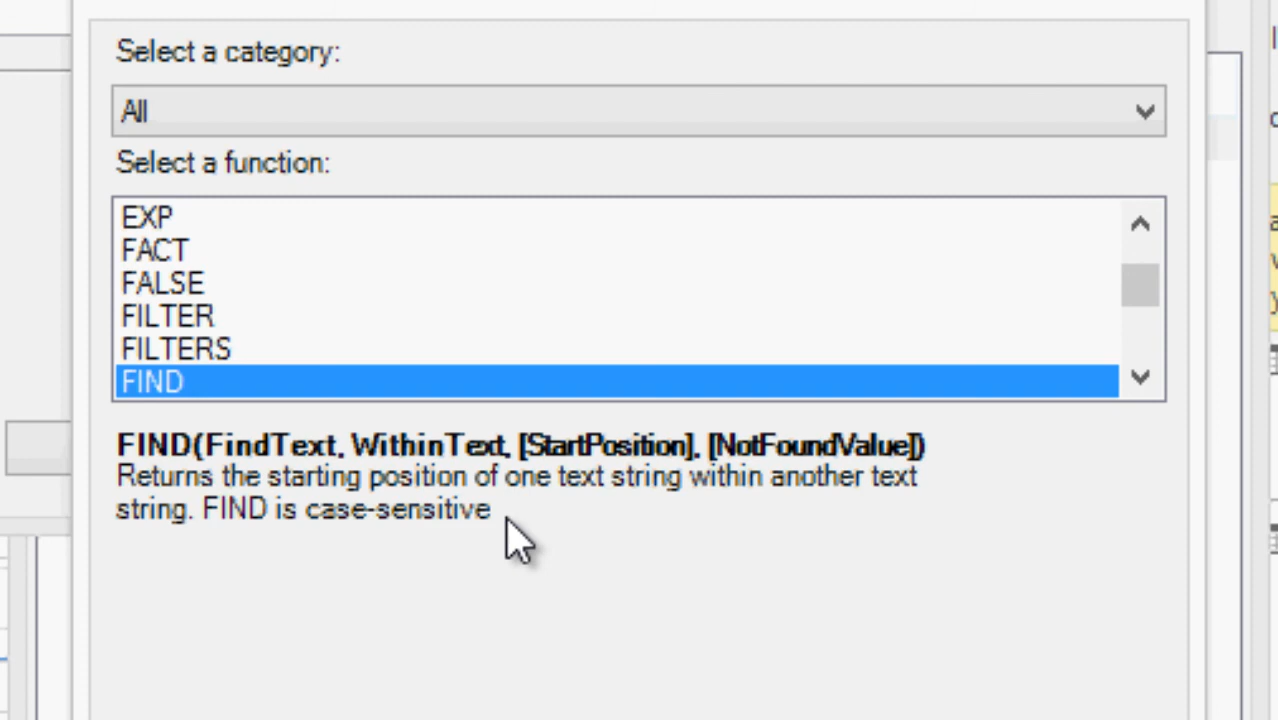 Select a category:
All
Select a function:
EXP
FACT
FALSE
FILTER
FILTERS
FIND
FIND(FindText, WithinText, [StartPosition], [NotFoundValue])
Returns the starting position of one text string within another text
string. FIND is case-sensitive